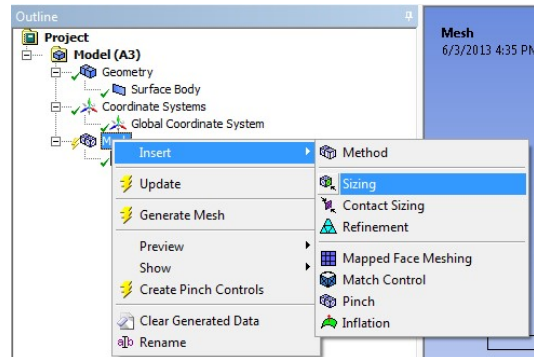 Outline
Project
Model (A3)
Geometry
Surface Body
Coordinate Systems
Global Coordinate System
Insert
Update
Generate Mesh
Preview
Show
Create Pinch Controls
Clear Generated Data
Rename
Method
Sizing
Contact Sizing
Refinement
Mapped Face Meshing
Match Control
Pinch
Inflation
Mesh
6/3/2013 4:35 PM